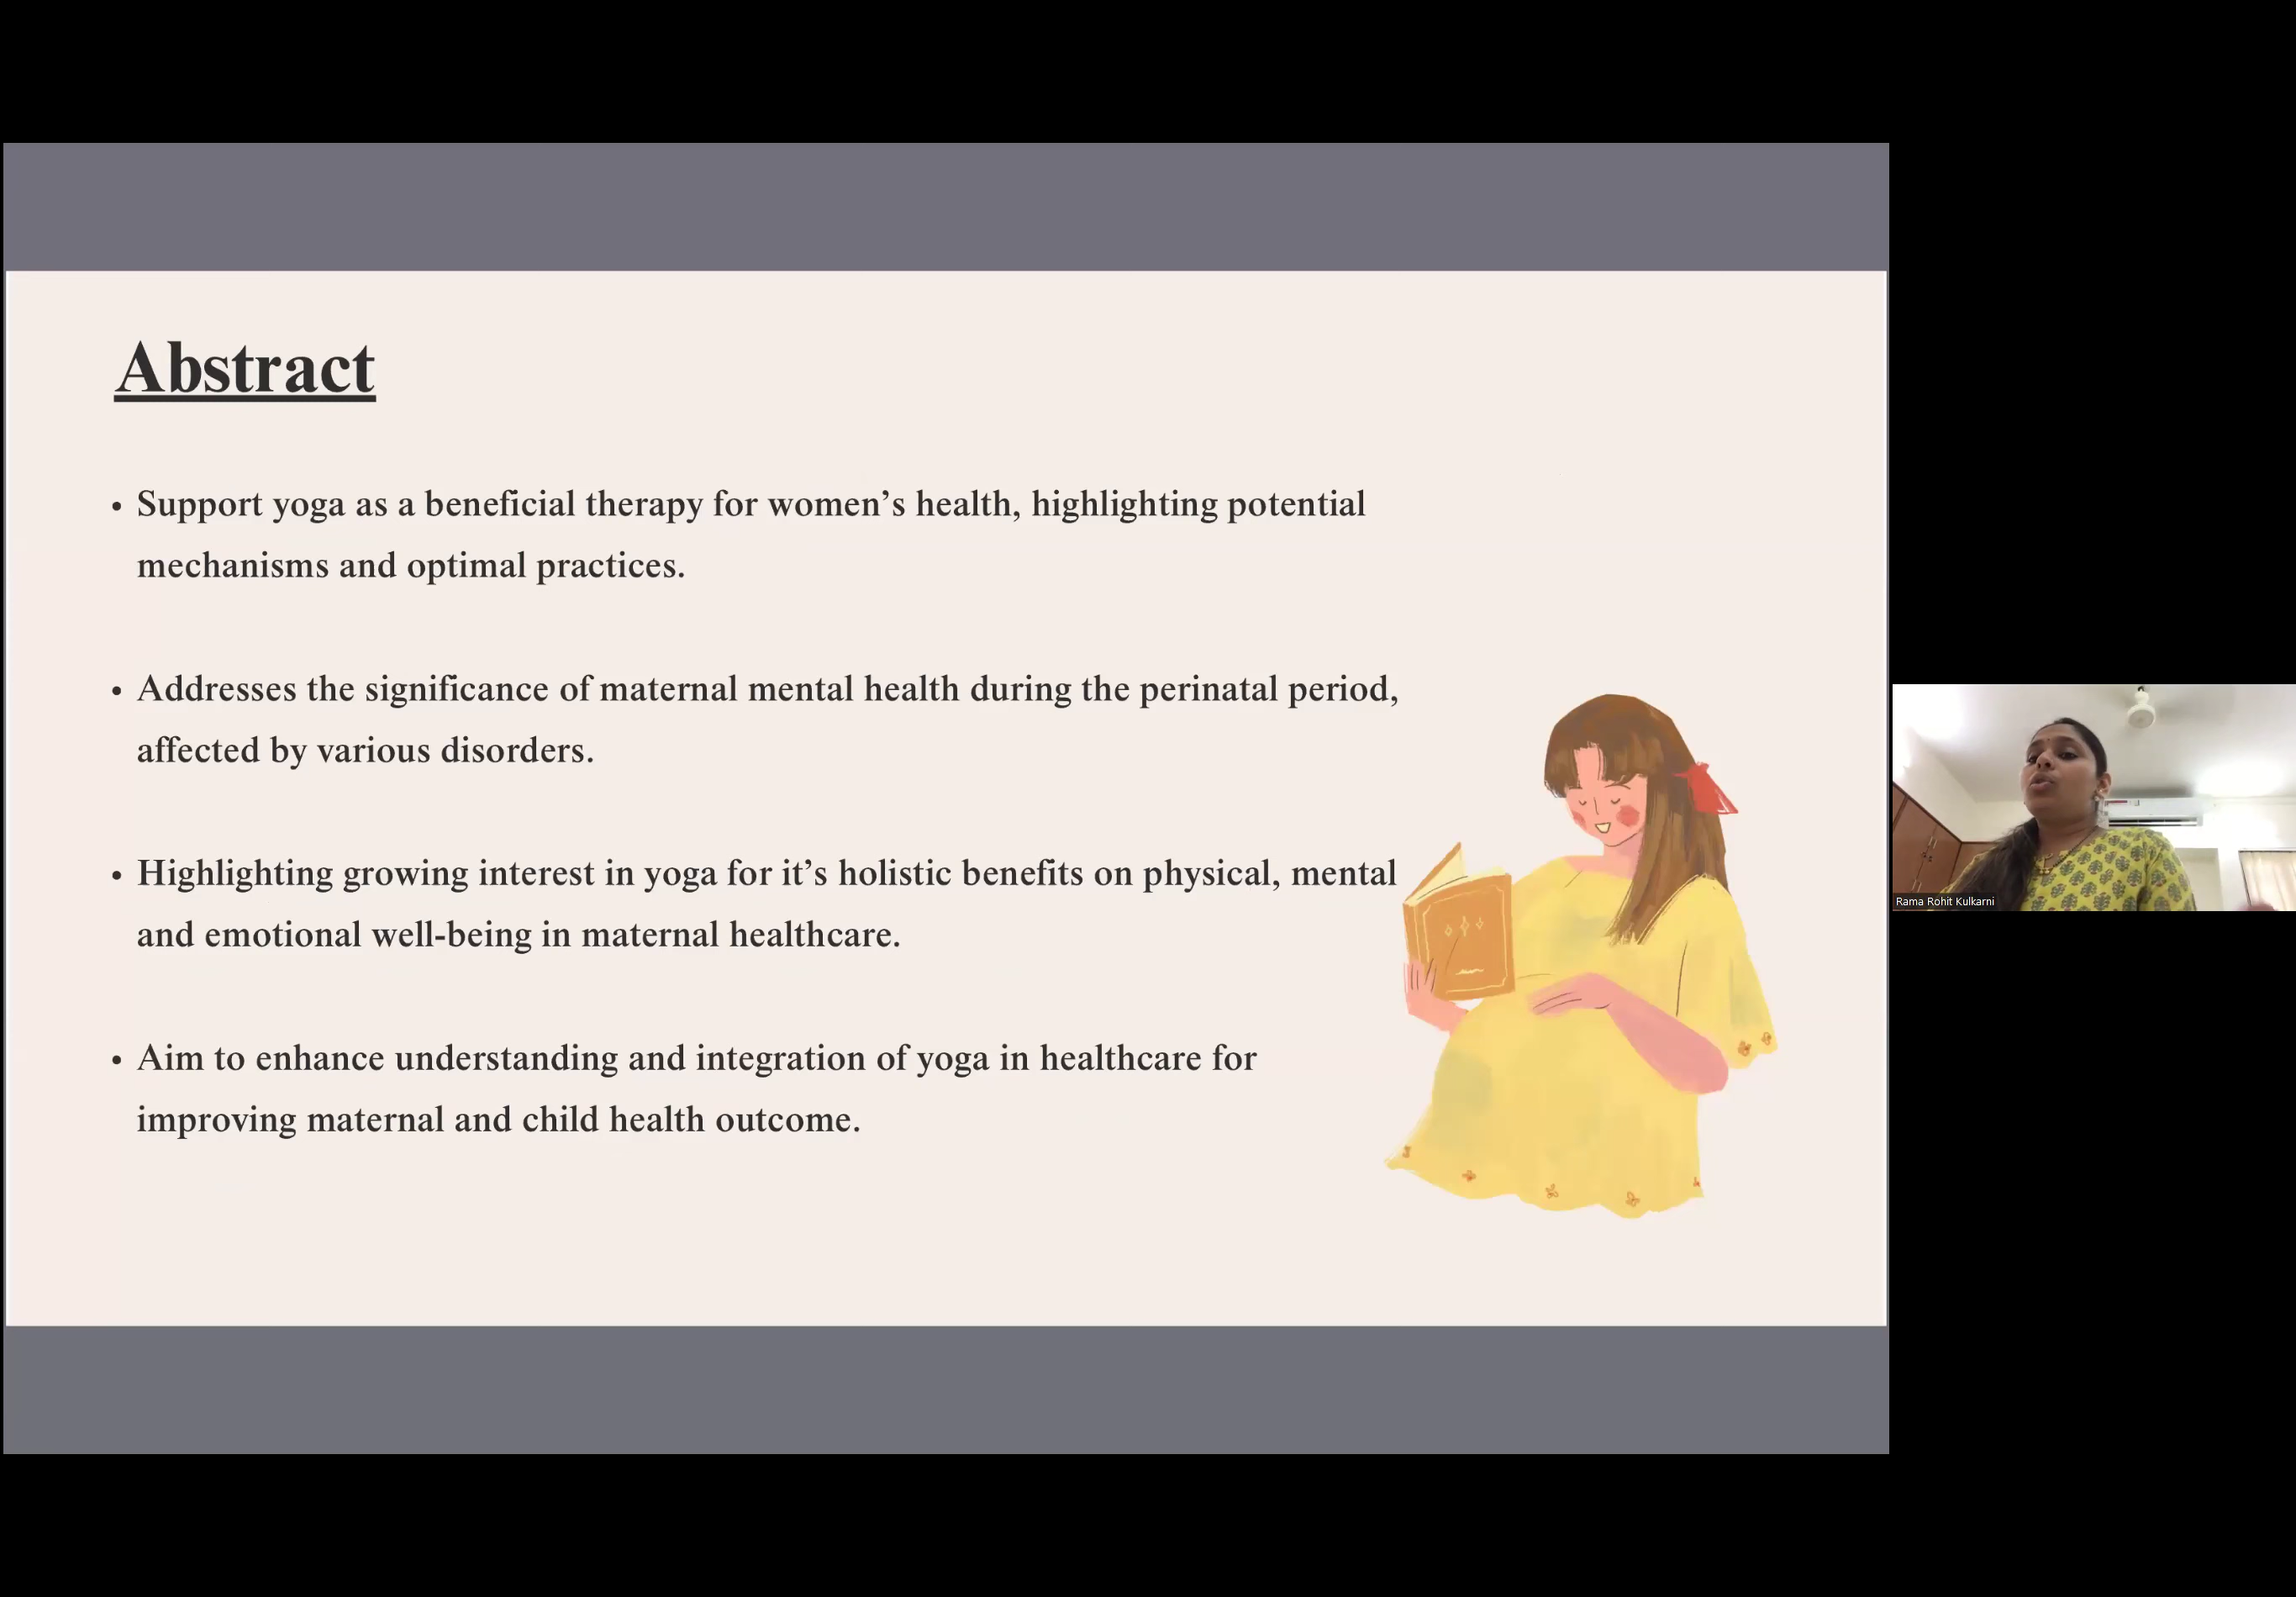 Abstract
• Support yoga as a beneficial therapy for women’s health, highlighting potential
mechanisms and optimal practices.
• Addresses the significance of maternal mental health during the perinatal period,
affected by various disorders.
• Highlighting growing interest in yoga for it’s holistic benefits on physical, mental
and emotional well-being in maternal healthcare.
• Aim to enhance understanding and integration of yoga in healthcare for
improving maternal and child health outcome.
Rama Rohit Kulkarni